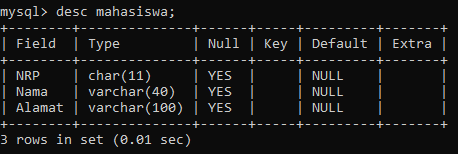 mysql> desc mahasiswa;
+--------+--------------+------+-----+---------+-------+
| Field  | Type         | Null | Key | Default | Extra |
+--------+--------------+------+-----+---------+-------+
| NRP    | char(11)     | YES  |     | NULL    |       |
| Nama   | varchar(40)  | YES  |     | NULL    |       |
| Alamat | varchar(100) | YES  |     | NULL    |       |
+--------+--------------+------+-----+---------+-------+
3 rows in set (0.01 sec)